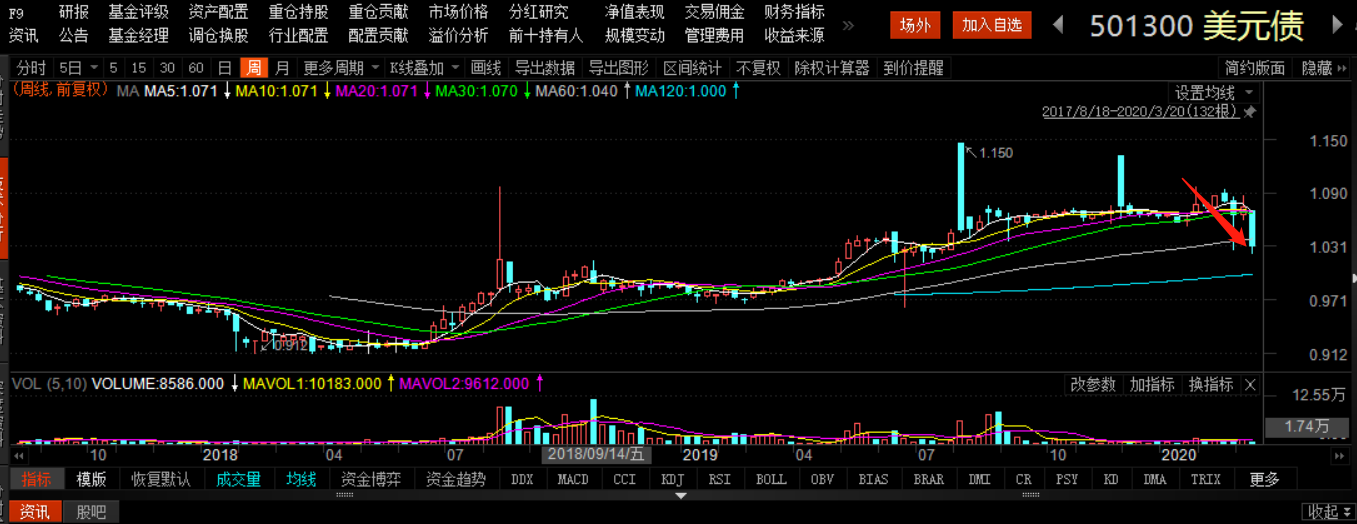 F9 研报 基金评级 资产配置 重仓持股 重仓贡献 市场价格 分红研究 净值表现 交易佣金 财务指标
资讯 公告 基金经理 调仓换股 行业配置 配置贡献 溢价分析 前十持有人 规模变动 管理费用 收益来源 » 场外 加入自选 501300 美元债
分时 5日 5 15 30 60 日 周 月 更多周期 K线叠加 画线 导出数据 导出图形 区间统计 不复权 除权计算器 到价提醒 简约版面 隐藏
(周线,前复权) MA MA5:1.071↓ MA10:1.071↓ MA20:1.071↓ MA30:1.070↓ MA60:1.040↑ MA120:1.000↑ 设置均线
2017/8/18-2020/3/20(132根)
1.150
1.150
1.090
1.031
0.971
0.912
0.912
VOL (5,10) VOLUME:8586.000↓ MAVOL1:10183.000↑ MAVOL2:9612.000↑ 改参数 加指标 换指标 ×
12.55万
1.74万
10 2018 04 07 2018/09/14/五 2019 04 07 10 2020
指标 模版 恢复默认 成交量 均线 资金博弈 资金趋势 DDX MACD CCI KDJ RSI BOLL OBV BIAS BRAR DMI CR PSY KD DMA TRIX 更多
资讯 股吧 收起